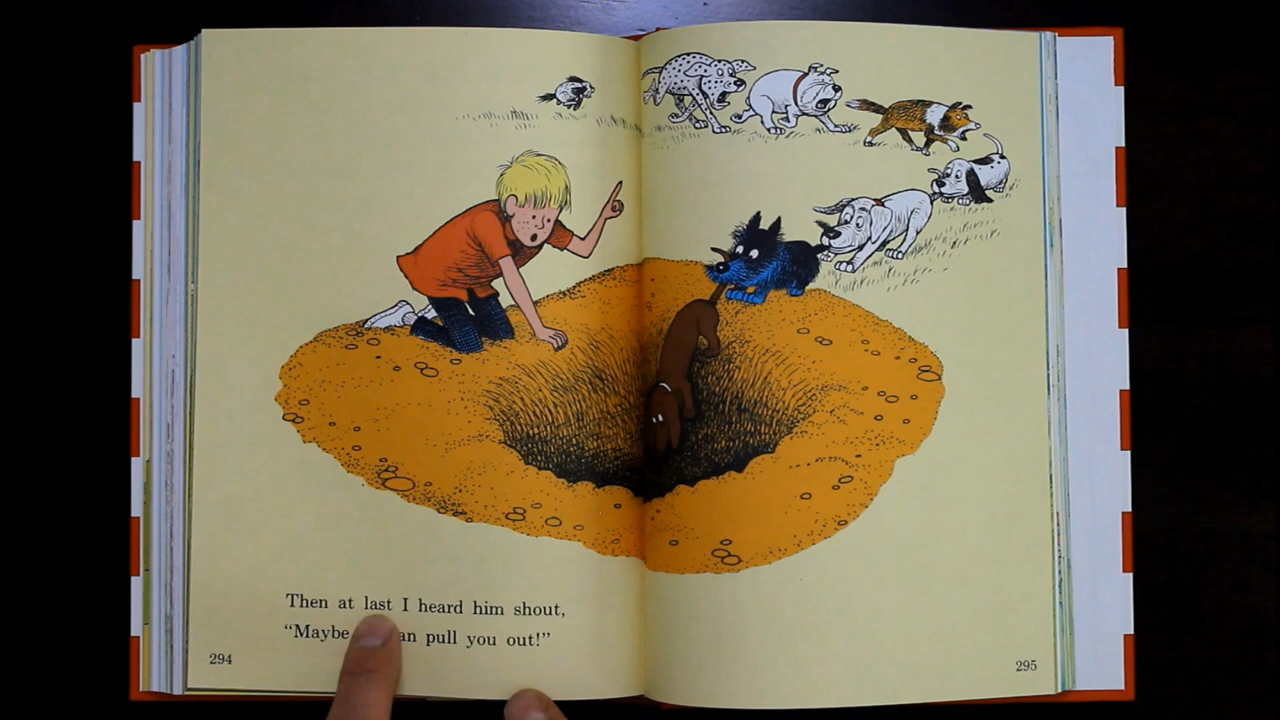 Then at last I heard him shout,
“Maybe an pull you out!”
294
295